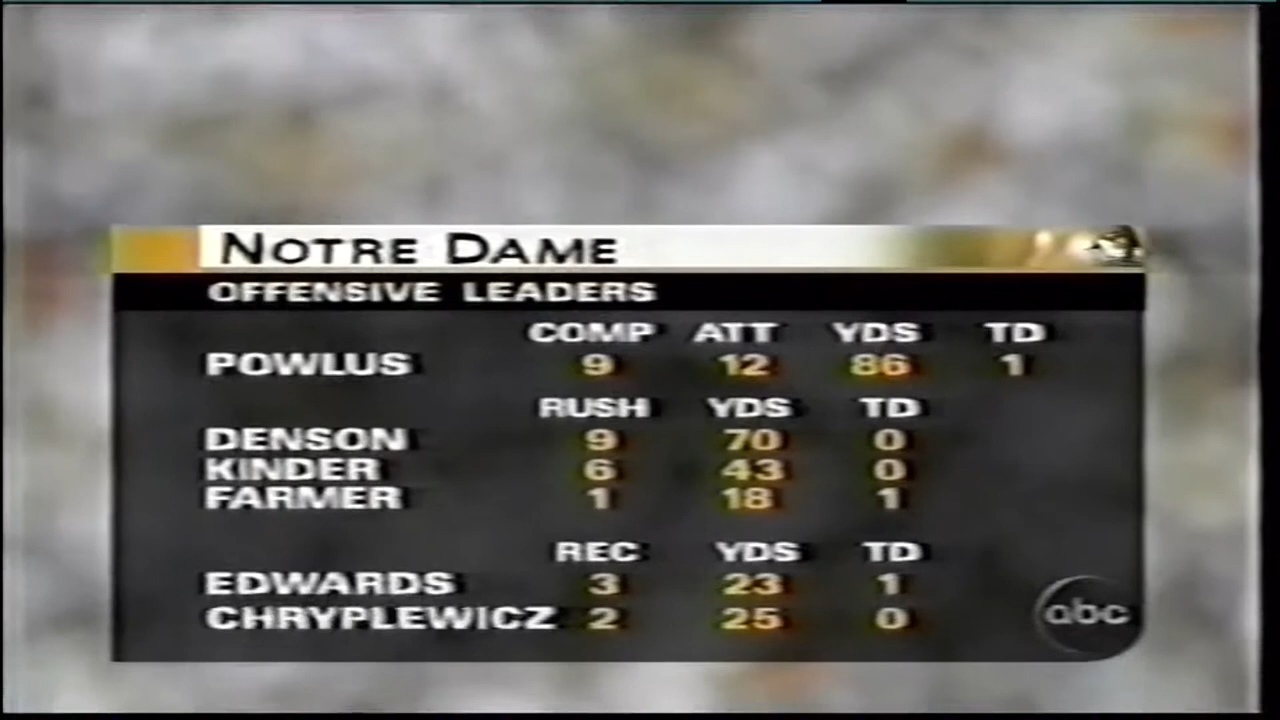 NOTRE DAME
OFFENSIVE LEADERS
COMP ATT YDS TD
POWLUS 9 12 86 1
RUSH YDS TD
DENSON 9 70 0
KINDER 6 43 0
FARMER 1 18 1
REC YDS TD
EDWARDS 3 23 1
CHRYPLEWICZ 2 25 0
abc